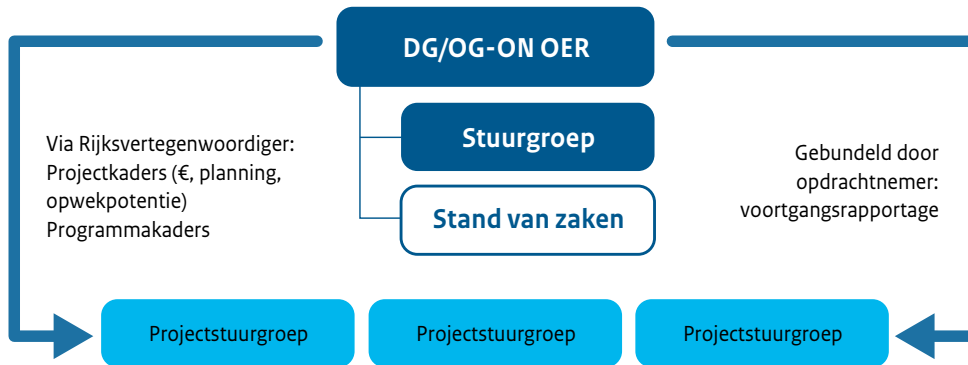 DG/OG-ON OER
Stuurgroep
Stand van zaken
Via Rijksvertegenwoordiger:
Projectkaders (€, planning,
opwekpotentie)
Programmakaders
Gebundeld door
opdrachtnemer:
voortgangsrapportage
Projectstuurgroep
Projectstuurgroep
Projectstuurgroep